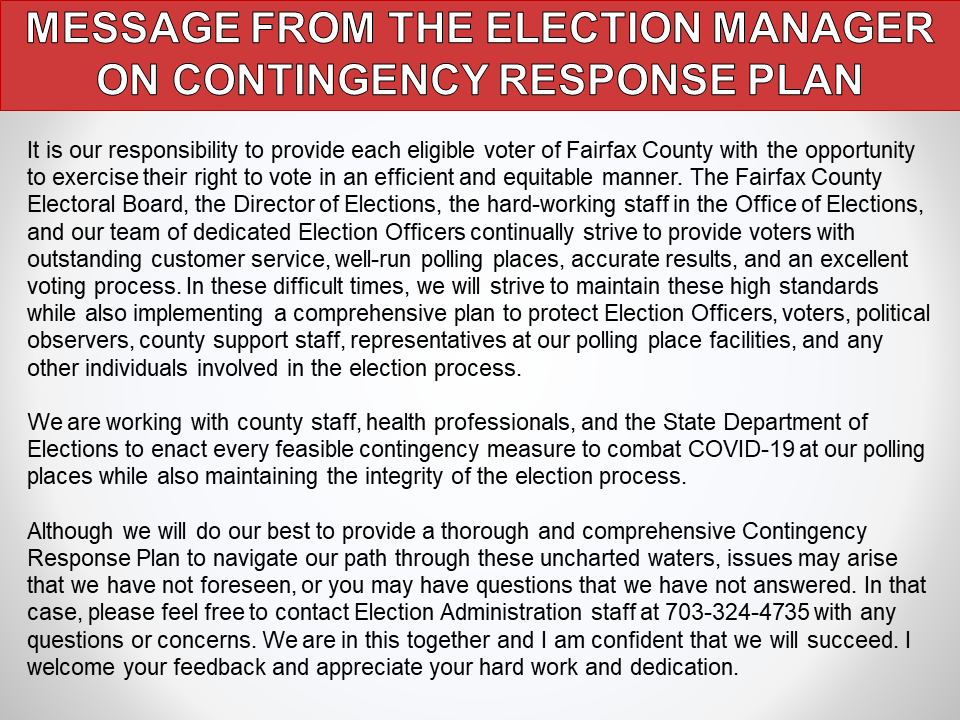 MESSAGE FROM THE ELECTION MANAGER
ON CONTINGENCY RESPONSE PLAN
It is our responsibility to provide each eligible voter of Fairfax County with the opportunity
to exercise their right to vote in an efficient and equitable manner. The Fairfax County
Electoral Board, the Director of Elections, the hard-working staff in the Office of Elections,
and our team of dedicated Election Officers continually strive to provide voters with
outstanding customer service, well-run polling places, accurate results, and an excellent
voting process. In these difficult times, we will strive to maintain these high standards
while also implementing a comprehensive plan to protect Election Officers, voters, political
observers, county support staff, representatives at our polling place facilities, and any
other individuals involved in the election process.
We are working with county staff, health professionals, and the State Department of
Elections to enact every feasible contingency measure to combat COVID-19 at our polling
places while also maintaining the integrity of the election process.
Although we will do our best to provide a thorough and comprehensive Contingency
Response Plan to navigate our path through these uncharted waters, issues may arise
that we have not foreseen, or you may have questions that we have not answered. In that
case, please feel free to contact Election Administration staff at 703-324-4735 with any
questions or concerns. We are in this together and I am confident that we will succeed. I
welcome your feedback and appreciate your hard work and dedication.